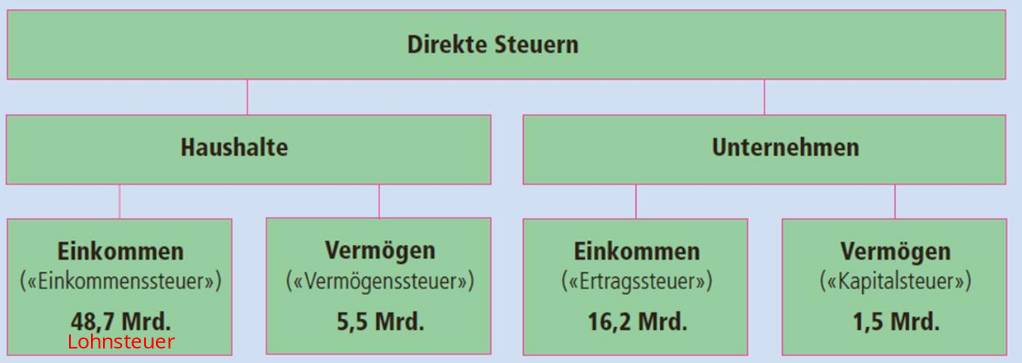 Direkte Steuern
Haushalte
Unternehmen
Einkommen
(«Einkommenssteuer»)
48,7 Mrd.
Lohnsteuer
Vermögen
(«Vermögenssteuer»)
5,5 Mrd.
Einkommen
(«Ertragssteuer»)
16,2 Mrd.
Vermögen
(«Kapitalsteuer»)
1,5 Mrd.